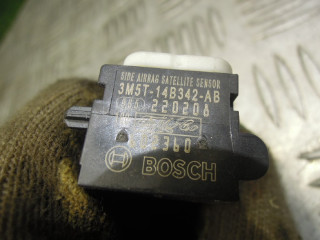 SIDE AIRBAG SATELLITE SENSOR
3M5T-14B342-AB
220206
360
BOSCH